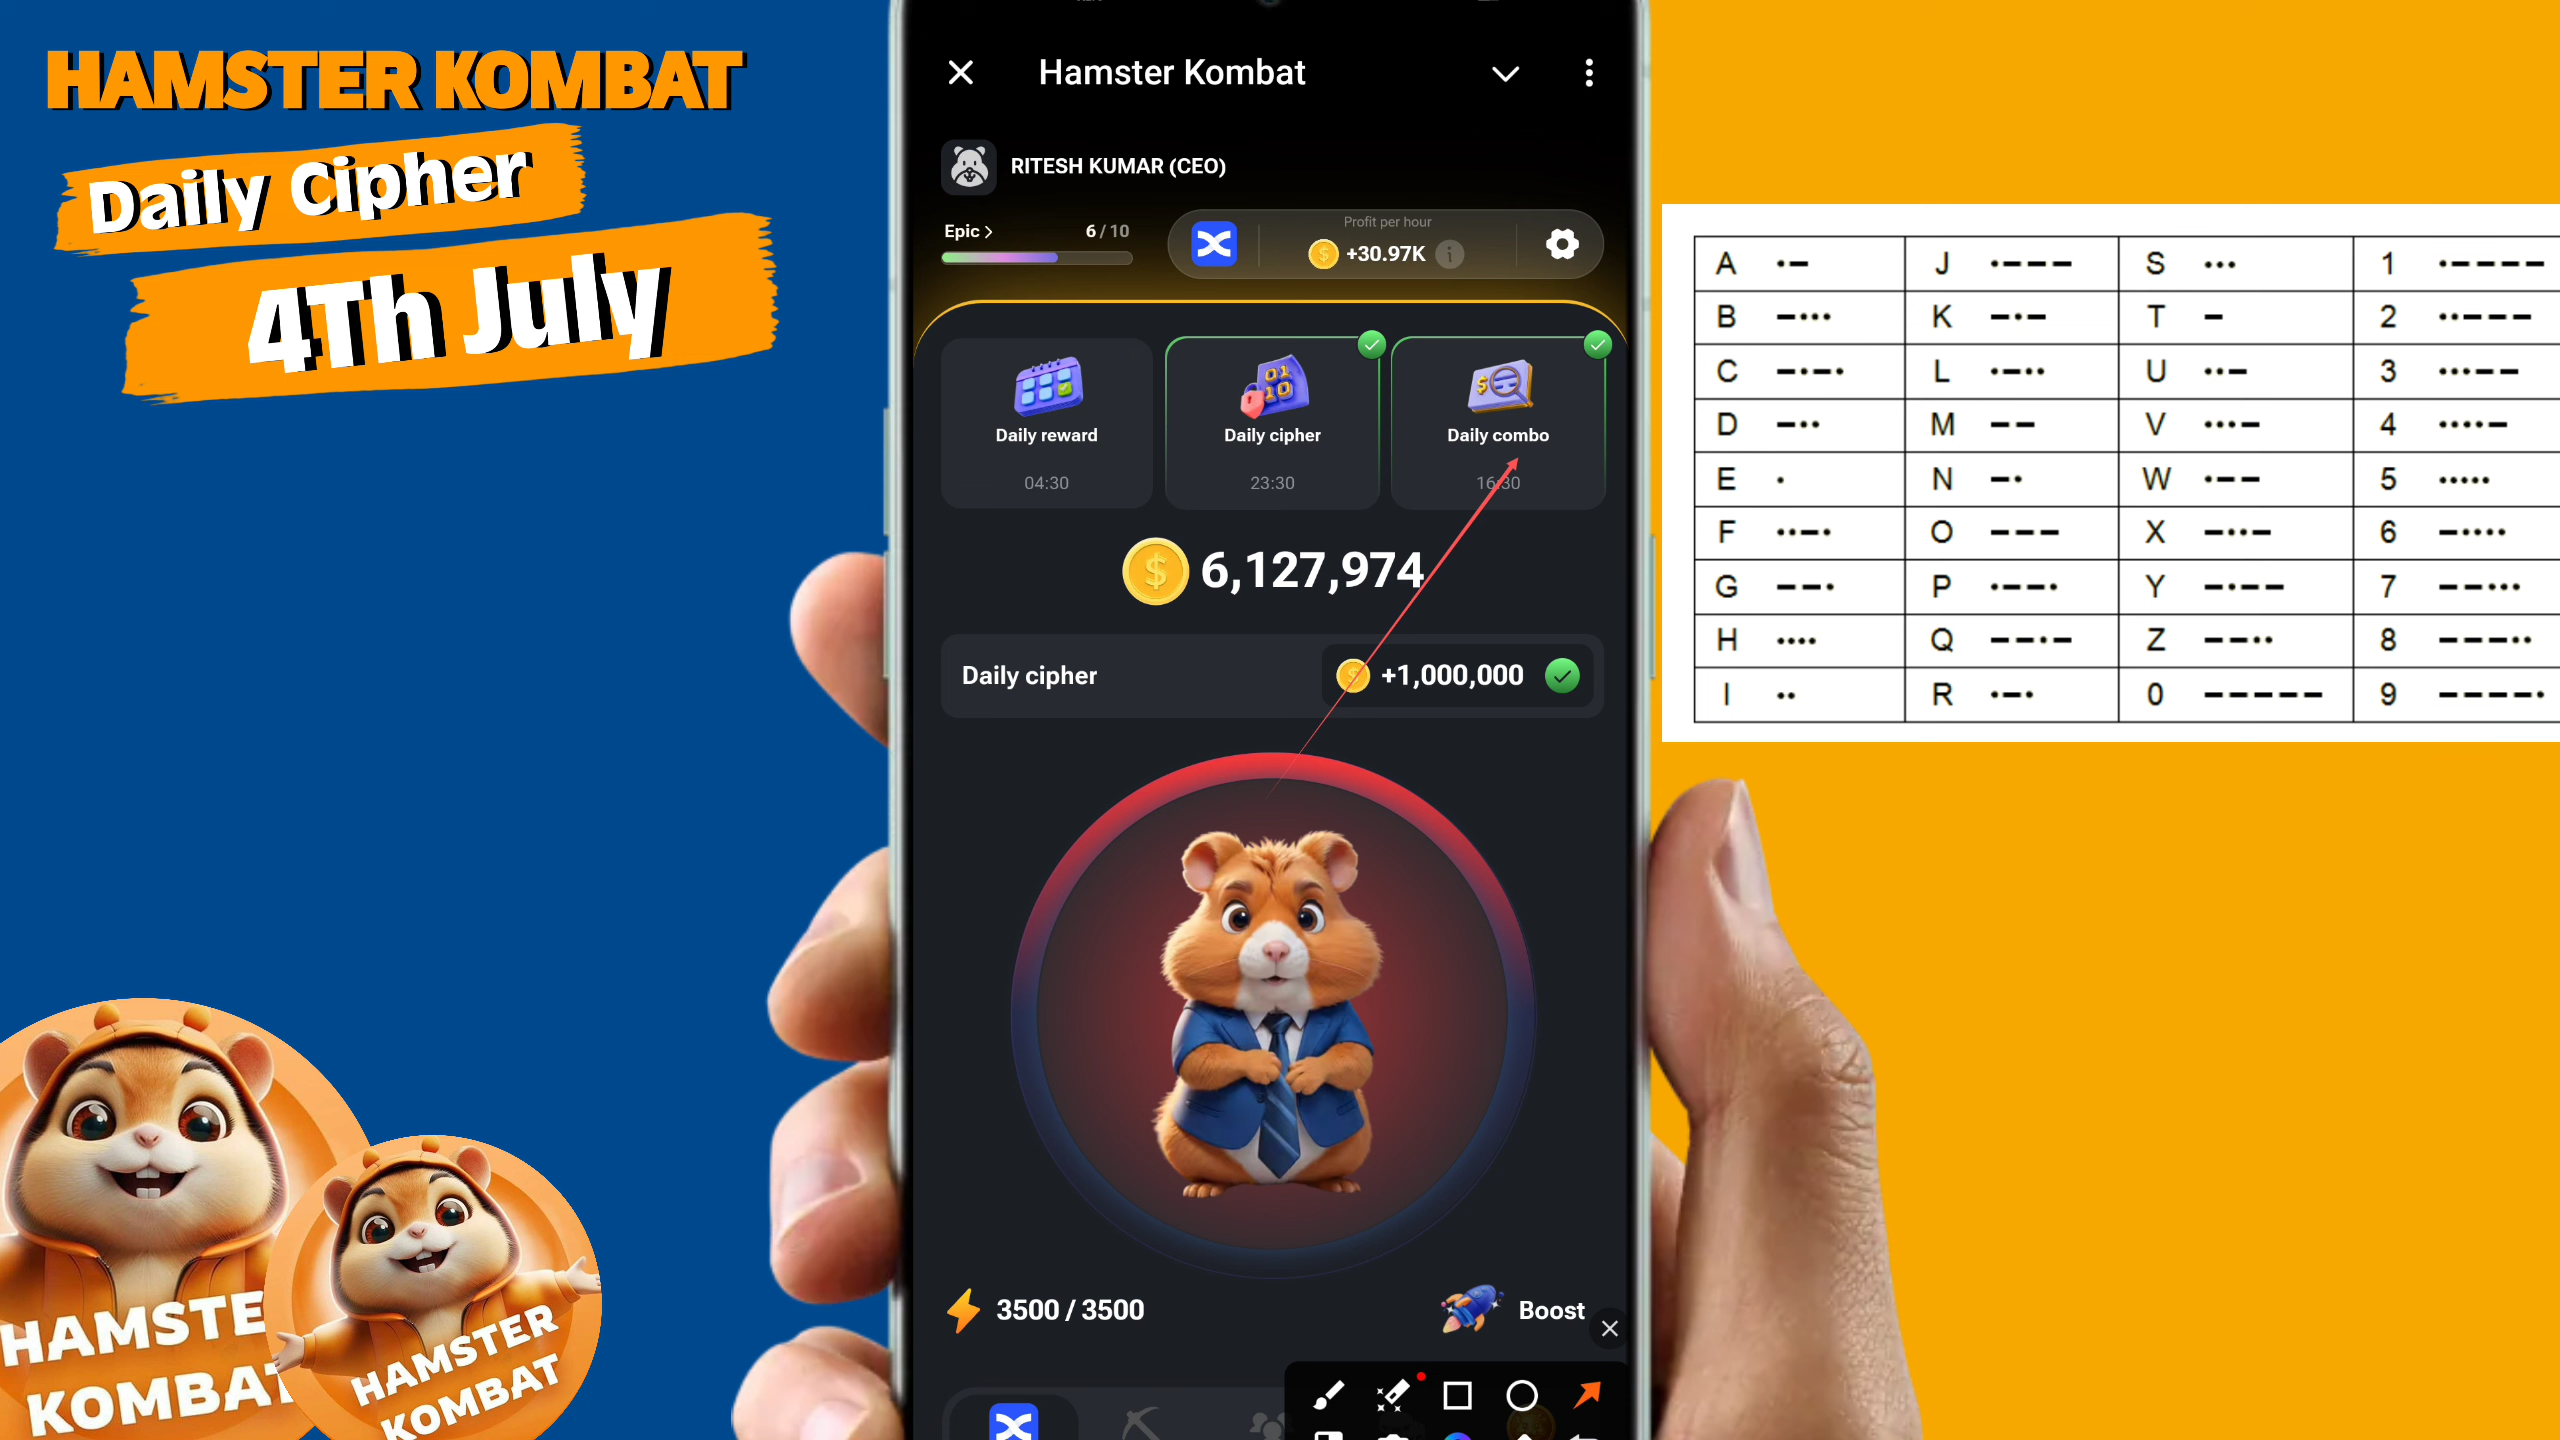 HAMSTER KOMBAT
Daily Cipher
4Th July
Hamster Kombat
RITESH KUMAR (CEO)
Epic > 6 / 10
Profit per hour
+30.97K
Daily reward
04:30
Daily cipher
23:30
Daily combo
16:30
6,127,974
Daily cipher +1,000,000
3500 / 3500
Boost
A •− J •−−− S ••• 1 •−−−−
B −••• K −•− T − 2 ••−−−
C −•−• L •−•• U ••− 3 •••−−
D −•• M −− V •••− 4 ••••−
E • N −• W •−− 5 •••••
F ••−• O −−− X −••− 6 −••••
G −−• P •−−• Y −•−− 7 −−•••
H •••• Q −−•− Z −−•• 8 −−−••
I •• R •−• 0 −−−−− 9 −−−−•
HAMSTE
KOMBAT
HAMSTER
KOMBAT